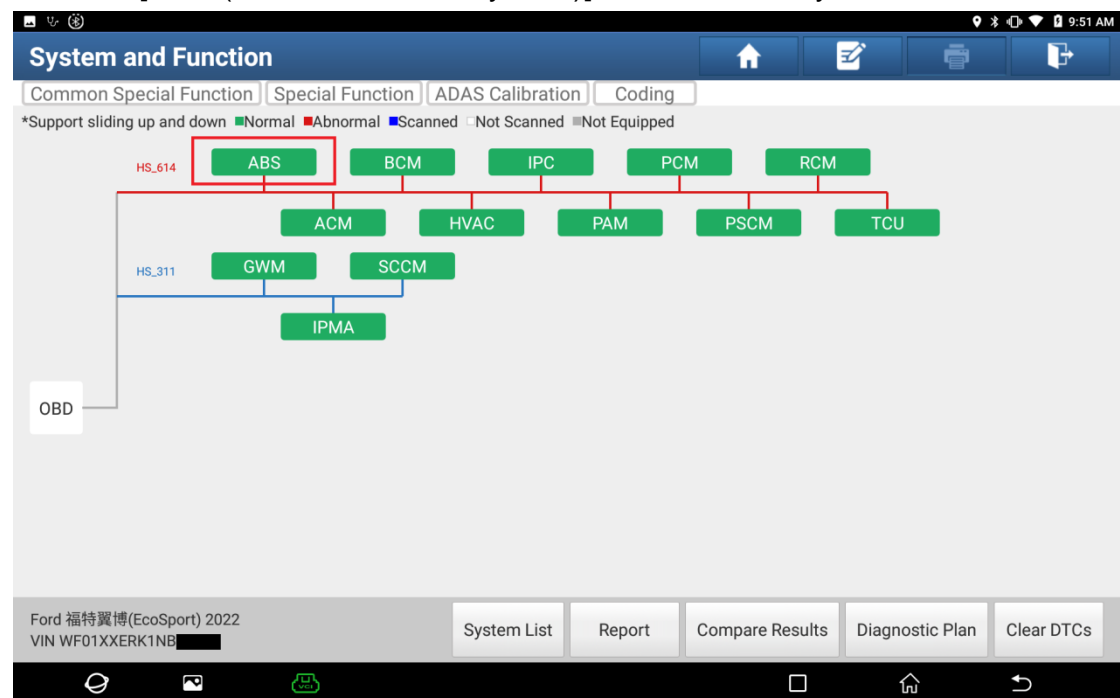 9:51 AM
System and Function
Common Special Function Special Function ADAS Calibration Coding
*Support sliding up and down Normal Abnormal Scanned Not Scanned Not Equipped
HS_614 ABS BCM IPC PCM RCM
ACM HVAC PAM PSCM TCU
HS_311 GWM SCCM
IPMA
OBD
Ford 福特翼博(EcoSport) 2022
VIN WF01XXERK1NB
System List Report Compare Results Diagnostic Plan Clear DTCs
VCI